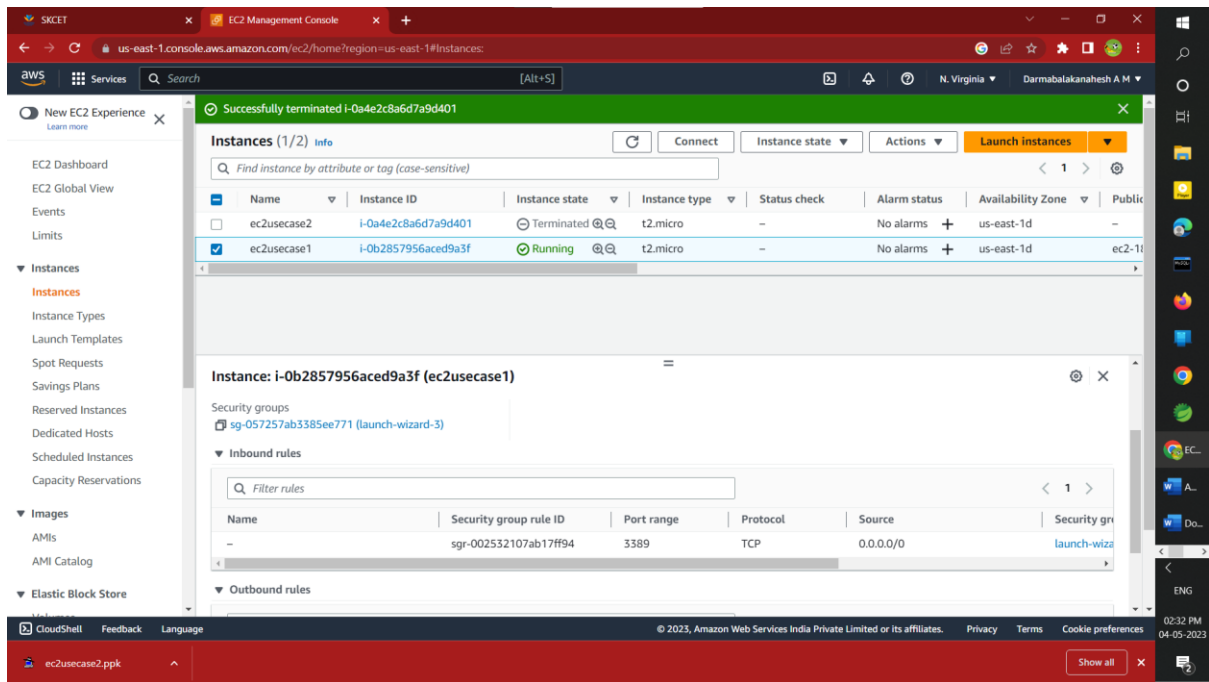 SKCET
EC2 Management Console
us-east-1.console.aws.amazon.com/ec2/home?region=us-east-1#Instances:
aws Services Search [Alt+S] N. Virginia Darmabalakanahesh A M
New EC2 Experience
Learn more
EC2 Dashboard
EC2 Global View
Events
Limits
Instances
Instances
Instance Types
Launch Templates
Spot Requests
Savings Plans
Reserved Instances
Dedicated Hosts
Scheduled Instances
Capacity Reservations
Images
AMIs
AMI Catalog
Elastic Block Store
Successfully terminated i-0a4e2c8a6d7a9d401
Instances (1/2) Info Connect Instance state Actions Launch instances
Find instance by attribute or tag (case-sensitive) 1
Name Instance ID Instance state Instance type Status check Alarm status Availability Zone Public
ec2usecase2 i-0a4e2c8a6d7a9d401 Terminated t2.micro – No alarms + us-east-1d –
ec2usecase1 i-0b2857956aced9a3f Running t2.micro – No alarms + us-east-1d ec2-18
Instance: i-0b2857956aced9a3f (ec2usecase1)
Security groups
sg-057257ab3385ee771 (launch-wizard-3)
Inbound rules
Filter rules 1
Name Security group rule ID Port range Protocol Source Security gro
– sgr-002532107ab17ff94 3389 TCP 0.0.0.0/0 launch-wiza
Outbound rules
CloudShell Feedback Language © 2023, Amazon Web Services India Private Limited or its affiliates. Privacy Terms Cookie preferences
ec2usecase2.ppk Show all
EC...
A...
Do...
ENG
02:32 PM
04-05-2023
2